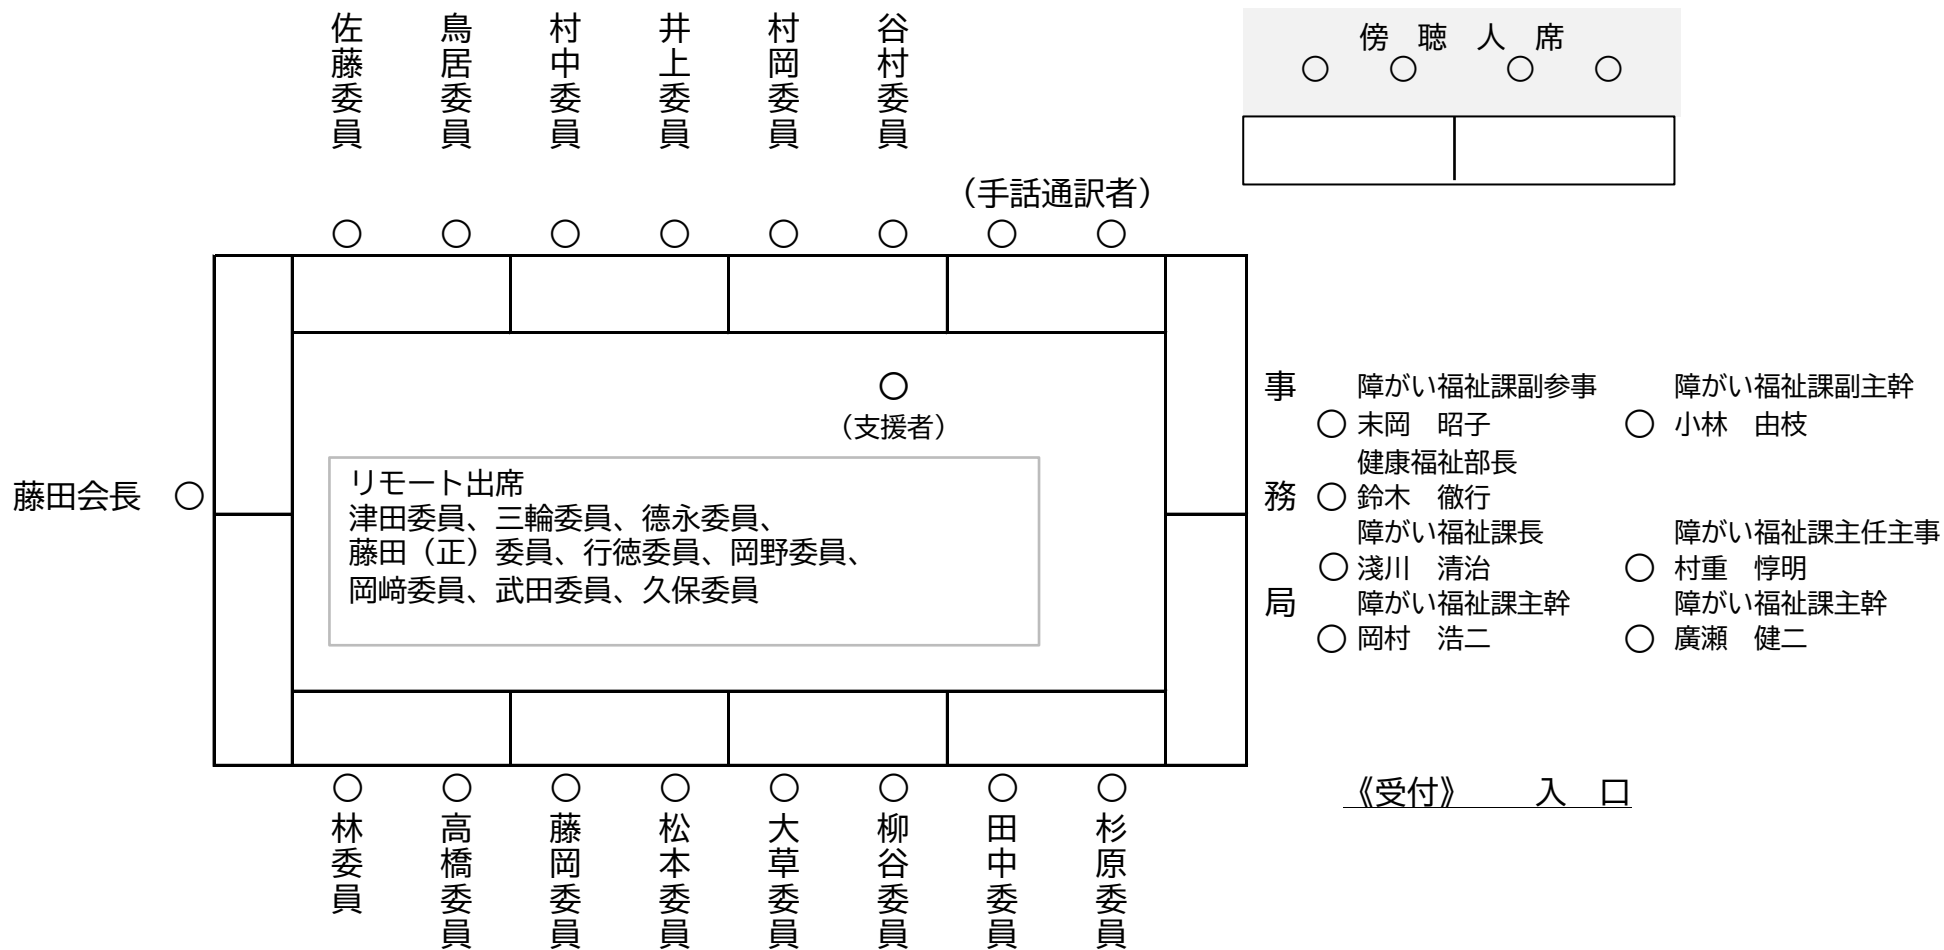 佐藤委員
鳥居委員
村中委員
井上委員
村岡委員
谷村委員
傍　聴　人　席
（手話通訳者）
（支援者）
藤田会長
リモート出席
津田委員、三輪委員、德永委員、
藤田（正）委員、行徳委員、岡野委員、
岡﨑委員、武田委員、久保委員
事務局
障がい福祉課副参事
末岡　昭子
健康福祉部長
鈴木　徹行
障がい福祉課長
淺川　清治
障がい福祉課主幹
岡村　浩二
障がい福祉課副主幹
小林　由枝
障がい福祉課主任主事
村重　惇明
障がい福祉課主幹
廣瀬　健二
《受付》　　入　口
林委員
高橋委員
藤岡委員
松本委員
大草委員
柳谷委員
田中委員
杉原委員